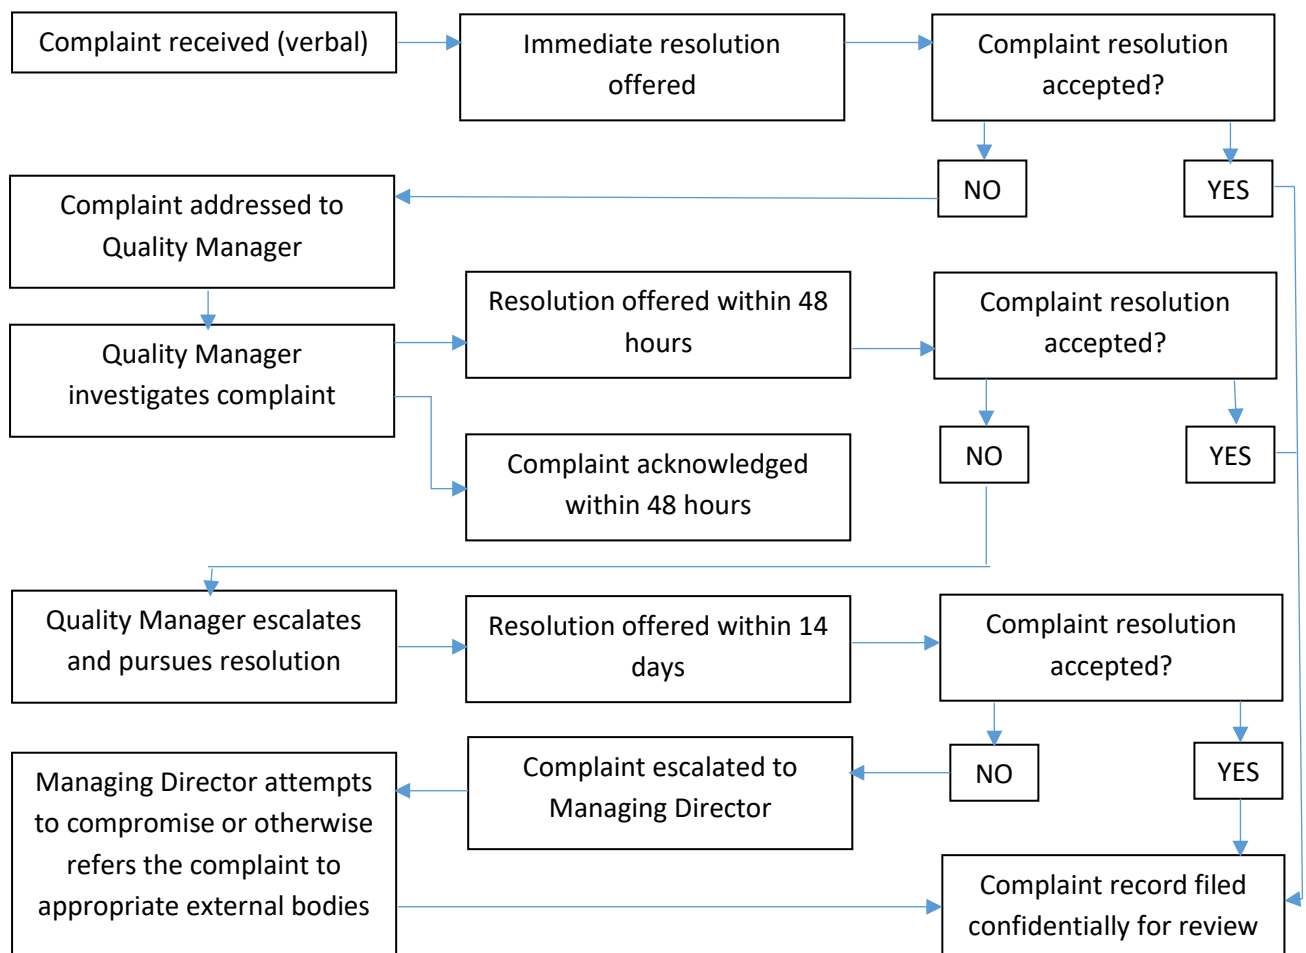 Complaint received (verbal)
Immediate resolution
offered
Complaint resolution
accepted?
NO
YES
Complaint addressed to
Quality Manager
Quality Manager
investigates complaint
Resolution offered within 48
hours
Complaint resolution
accepted?
NO
YES
Complaint acknowledged
within 48 hours
Quality Manager escalates
and pursues resolution
Resolution offered within 14
days
Complaint resolution
accepted?
NO
YES
Complaint escalated to
Managing Director
Managing Director attempts
to compromise or otherwise
refers the complaint to
appropriate external bodies
Complaint record filed
confidentially for review